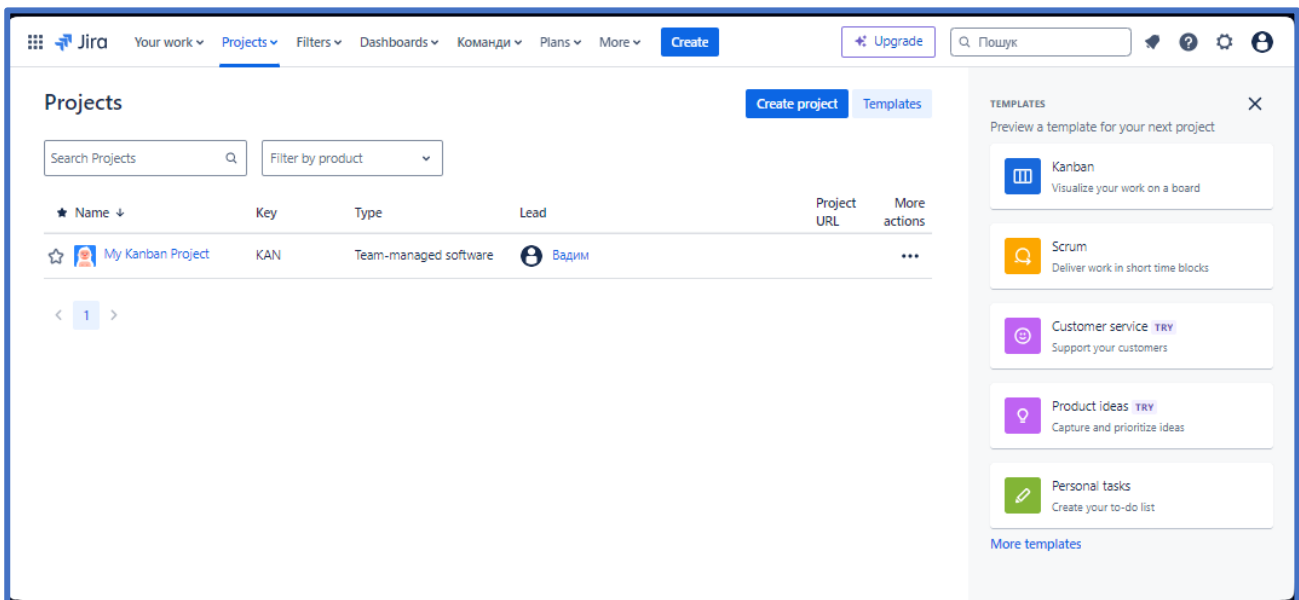 Jira Your work Projects Filters Dashboards Команди Plans More Create Upgrade Пошук
Projects
Create project Templates
Search Projects Filter by product
Name Key Type Lead Project URL More actions
My Kanban Project KAN Team-managed software Вадим
1
TEMPLATES
Preview a template for your next project
Kanban
Visualize your work on a board
Scrum
Deliver work in short time blocks
Customer service TRY
Support your customers
Product ideas TRY
Capture and prioritize ideas
Personal tasks
Create your to-do list
More templates